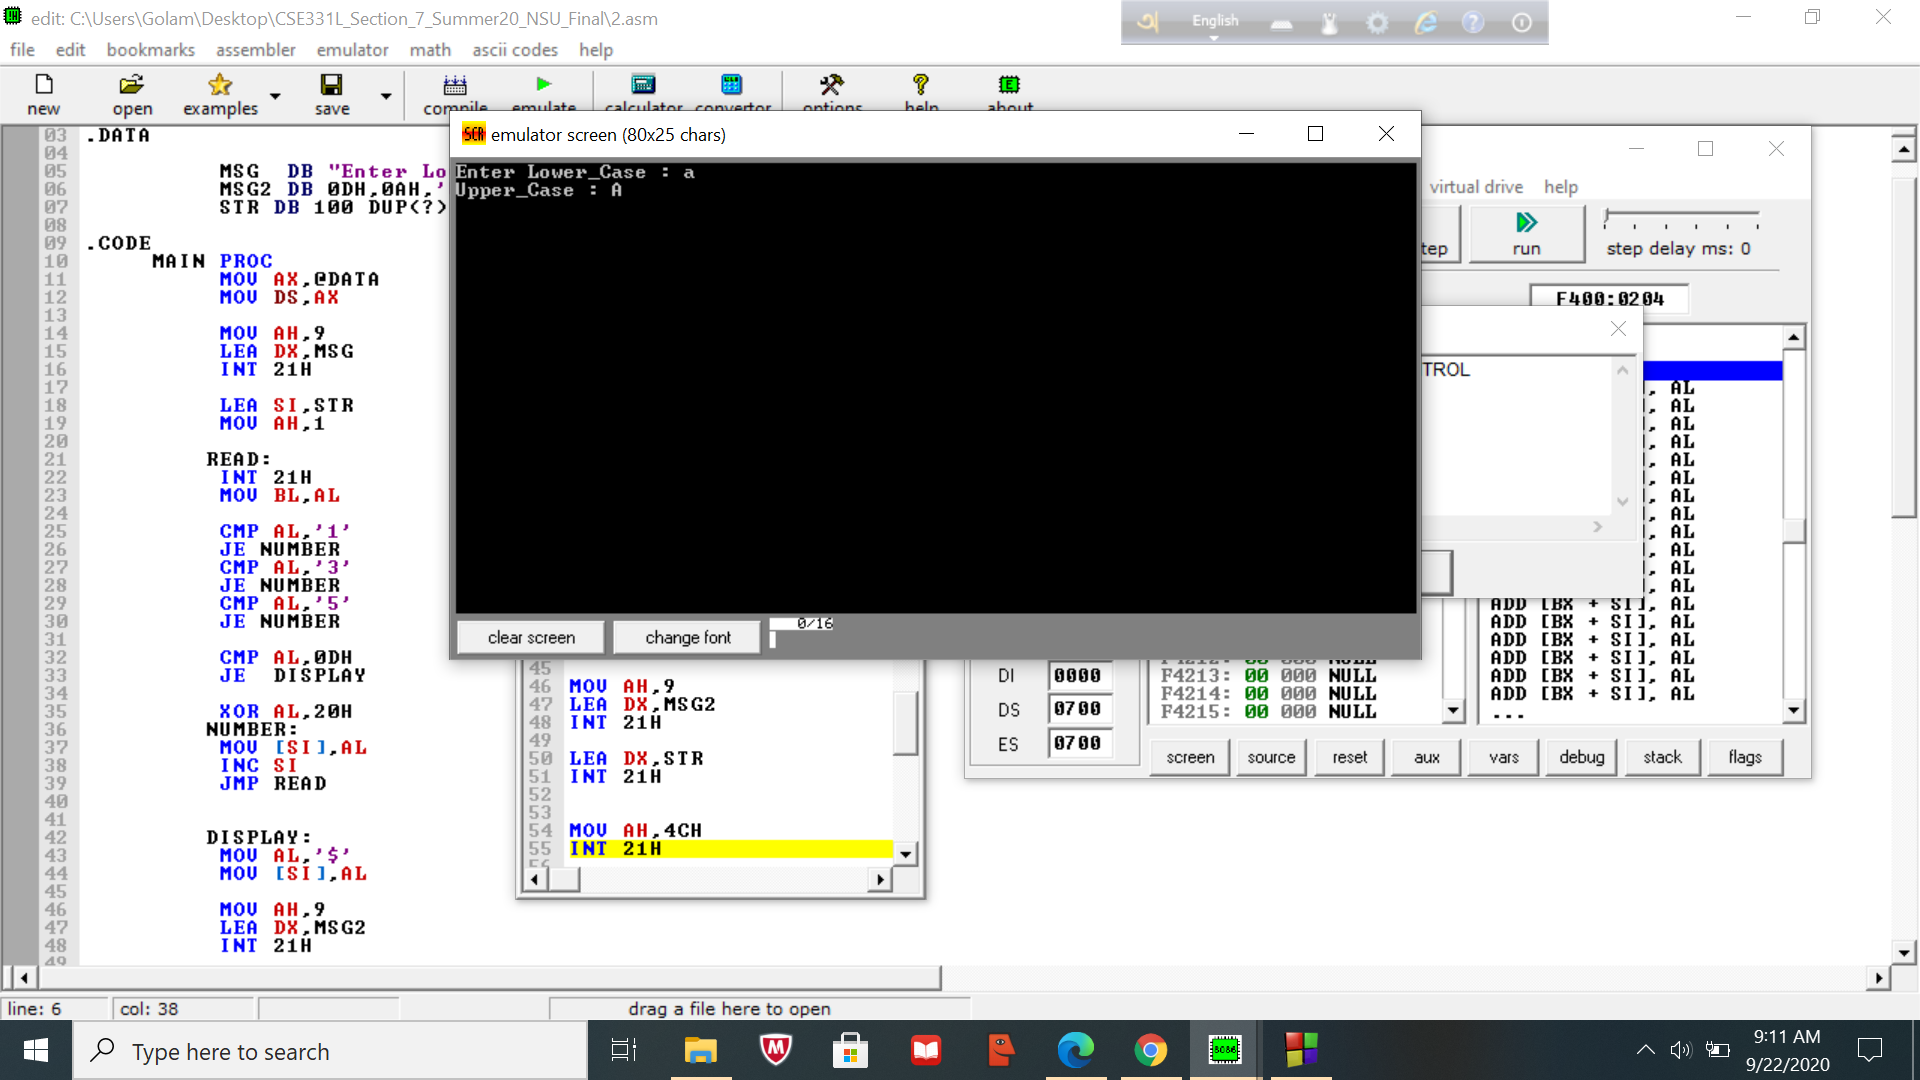 edit: C:\Users\Golam\Desktop\CSE331L_Section_7_Summer20_NSU_Final\2.asm
English
file edit bookmarks assembler emulator math ascii codes help
new open examples save compile emulate calculator convertor options help about
03 .DATA
04
05 MSG DB "Enter Lo
06 MSG2 DB 0DH,0AH,'
07 STR DB 100 DUP(?)
08
09 .CODE
10 MAIN PROC
11 MOV AX,@DATA
12 MOV DS,AX
13
14 MOV AH,9
15 LEA DX,MSG
16 INT 21H
17
18 LEA SI,STR
19 MOV AH,1
20
21 READ:
22 INT 21H
23 MOV BL,AL
24
25 CMP AL,'1'
26 JE NUMBER
27 CMP AL,'3'
28 JE NUMBER
29 CMP AL,'5'
30 JE NUMBER
31
32 CMP AL,0DH
33 JE DISPLAY
34
35 XOR AL,20H
36 NUMBER:
37 MOV [SI],AL
38 INC SI
39 JMP READ
40
41
42 DISPLAY:
43 MOV AL,'$'
44 MOV [SI],AL
45
46 MOV AH,9
47 LEA DX,MSG2
48 INT 21H
49
emulator screen (80x25 chars)
Enter Lower_Case : a
Upper_Case : A
clear screen change font 0/16
45
46 MOV AH,9
47 LEA DX,MSG2
48 INT 21H
49
50 LEA DX,STR
51 INT 21H
52
53
54 MOV AH,4CH
55 INT 21H
56
virtual drive help
tep run step delay ms: 0
F400:0204
TROL
], AL
], AL
], AL
], AL
], AL
], AL
], AL
], AL
], AL
], AL
], AL
], AL
ADD [BX + SI], AL
ADD [BX + SI], AL
ADD [BX + SI], AL
ADD [BX + SI], AL
ADD [BX + SI], AL
ADD [BX + SI], AL
...
DI 0000
DS 0700
ES 0700
F4212: 00 000 NULL
F4213: 00 000 NULL
F4214: 00 000 NULL
F4215: 00 000 NULL
screen source reset aux vars debug stack flags
line: 6 col: 38 drag a file here to open
Type here to search
8086
9:11 AM
9/22/2020